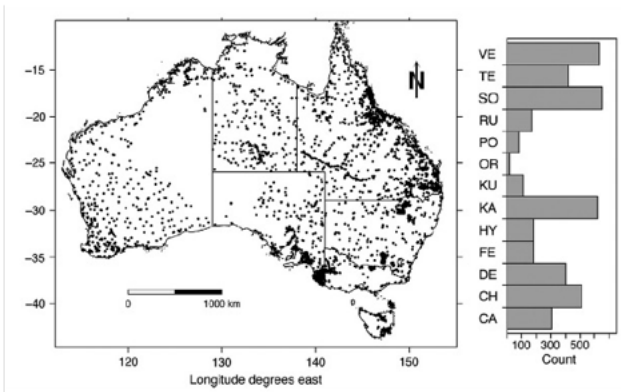 N
−15
−20
−25
−30
−35
−40
0 1000 km
120 130 140 150
Longitude degrees east
VE
TE
SO
RU
PO
OR
KU
KA
HY
FE
DE
CH
CA
100 300 500
Count